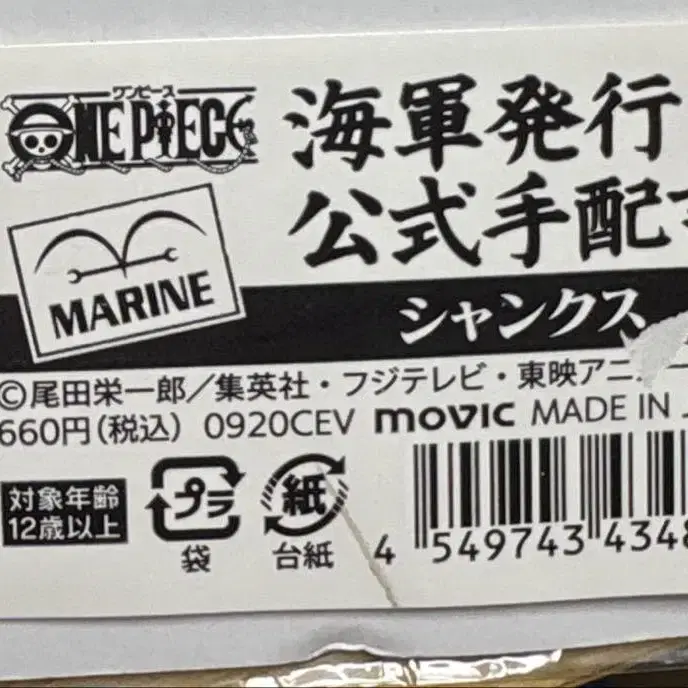 ワンピース
ONE PIECE
海軍発行
公式手配
MARINE
シャンクス
©尾田栄一郎／集英社・フジテレビ・東映アニ
660円(税込) 0920CEV movic MADE IN
対象年齢
12歳以上
プラ
袋
紙
台紙
4 549743 4348